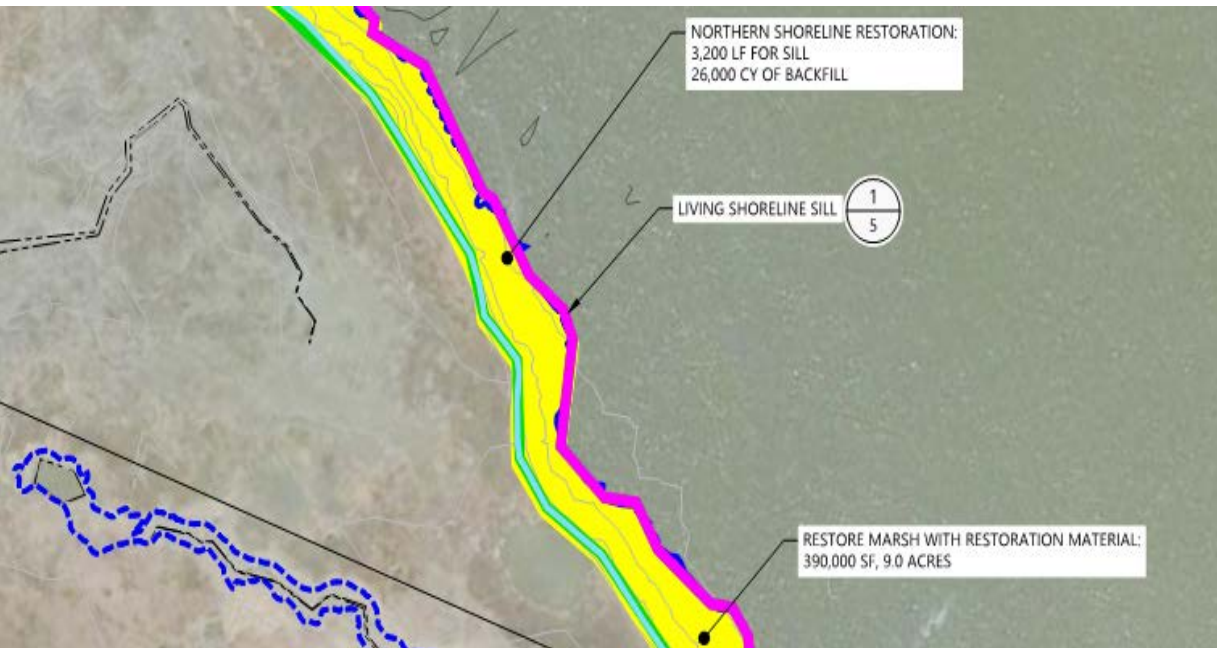 NORTHERN SHORELINE RESTORATION:
3,200 LF FOR SILL
26,000 CY OF BACKFILL
LIVING SHORELINE SILL
1
5
RESTORE MARSH WITH RESTORATION MATERIAL:
390,000 SF, 9.0 ACRES